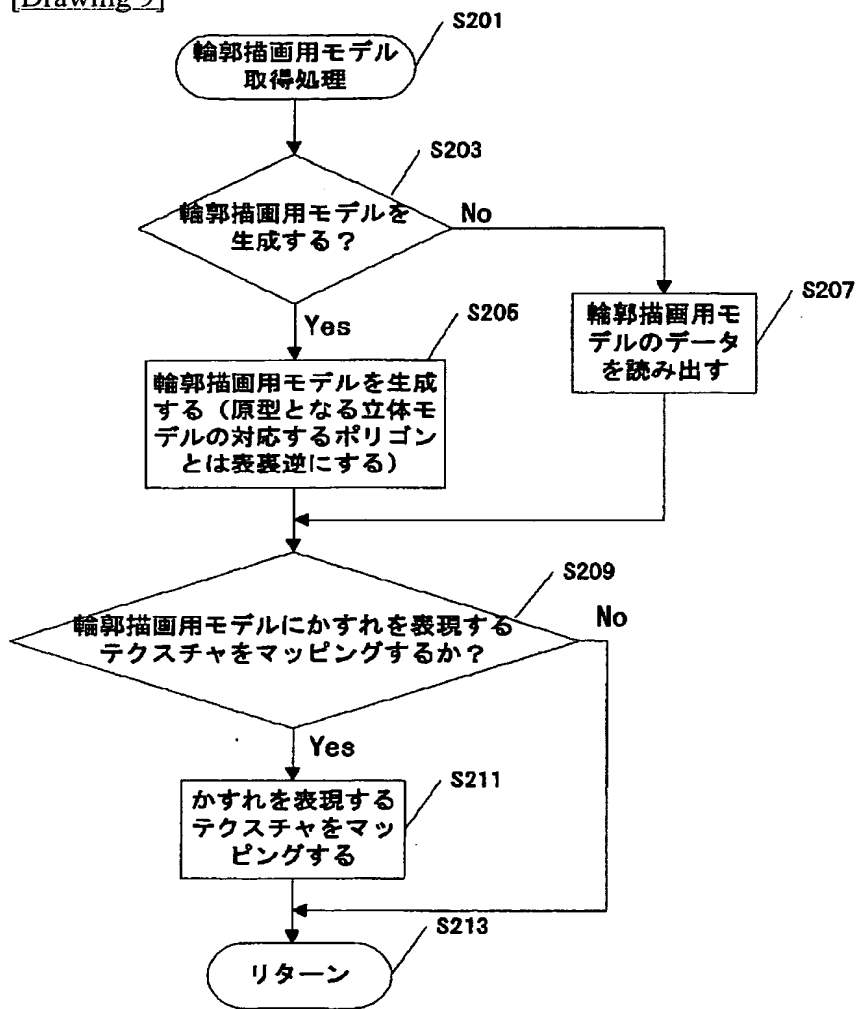 [Drawing 9]
S201
輪郭描画用モデル
取得処理
S203
輪郭描画用モデルを
生成する？
No
Yes
S205
輪郭描画用モデルを生成
する（原型となる立体モ
デルの対応するポリゴン
とは表裏逆にする）
S207
輪郭描画用モ
デルのデータ
を読み出す
S209
輪郭描画用モデルにかすれを表現する
テクスチャをマッピングするか？
No
Yes
S211
かすれを表現する
テクスチャをマッ
ピングする
S213
リターン